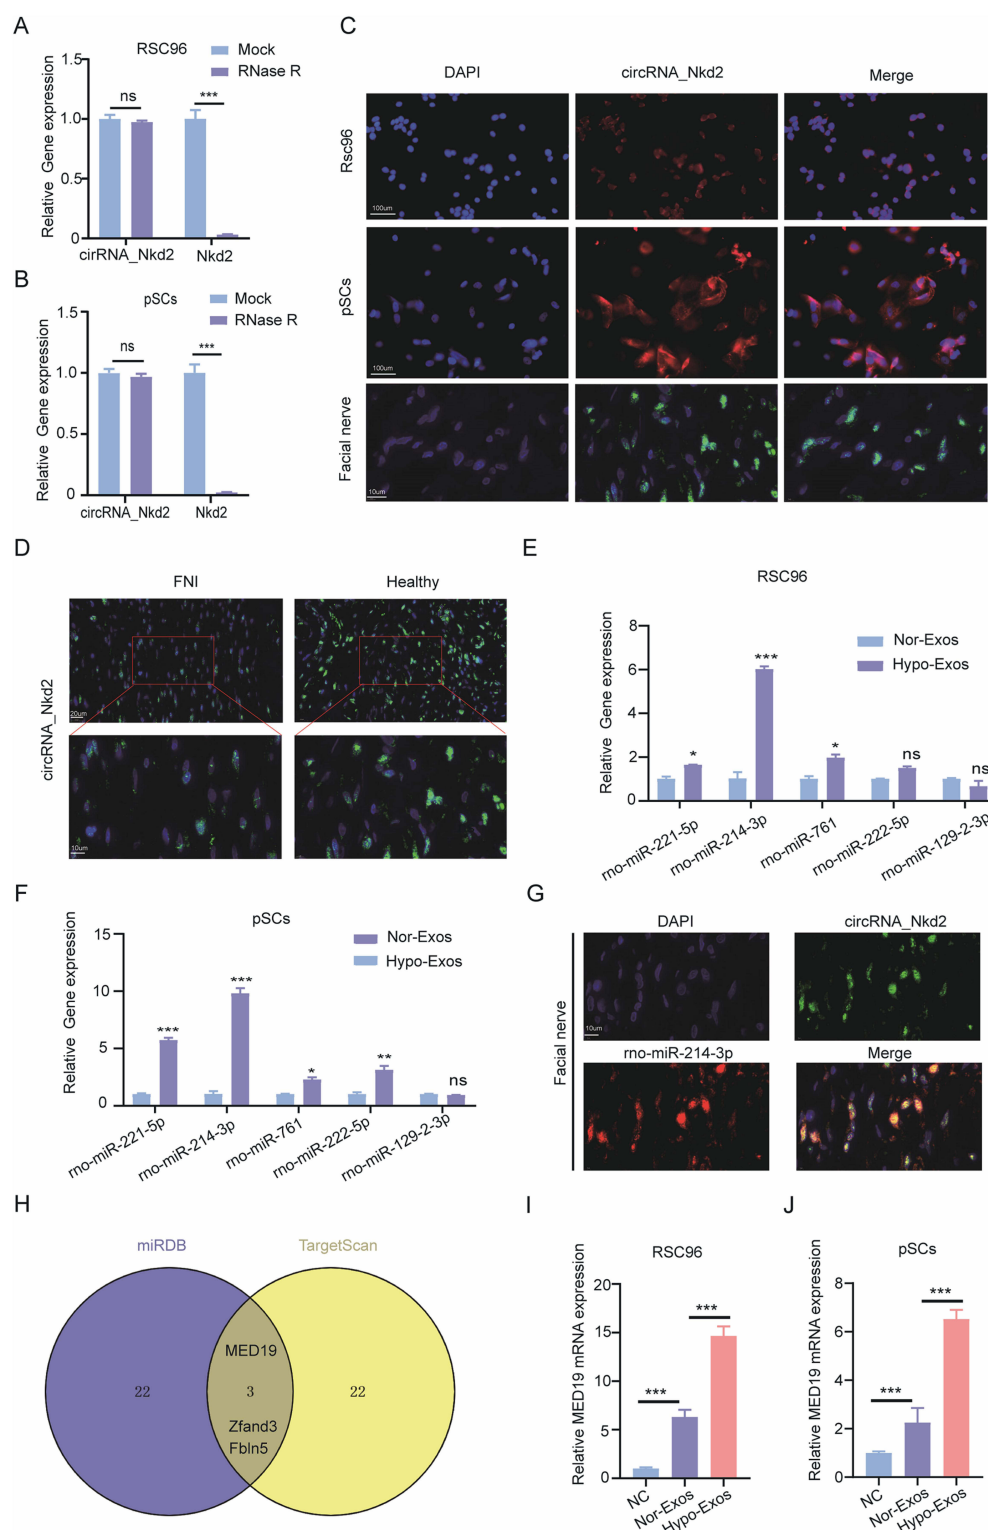 A
RSC96
Mock
RNase R
Relative Gene expression
1.5
1.0
0.5
0
ns
***
cirRNA_Nkd2
Nkd2
B
pSCs
Mock
RNase R
Relative Gene expression
1.5
1.0
0.5
0
ns
***
circRNA_Nkd2
Nkd2
C
DAPI
circRNA_Nkd2
Merge
Rsc96
100um
pSCs
100um
Facial nerve
10um
D
FNI
Healthy
circRNA_Nkd2
20um
10um
E
RSC96
Nor-Exos
Hypo-Exos
Relative Gene expression
8
6
4
2
0
*
***
*
ns
ns
rno-miR-221-5p
rno-miR-214-3p
rno-miR-761
rno-miR-222-5p
rno-miR-129-2-3p
F
pSCs
Nor-Exos
Hypo-Exos
Relative Gene expression
15
10
5
0
***
***
*
**
ns
rno-miR-221-5p
rno-miR-214-3p
rno-miR-761
rno-miR-222-5p
rno-miR-129-2-3p
G
DAPI
circRNA_Nkd2
Facial nerve
10um
rno-miR-214-3p
Merge
H
miRDB
TargetScan
MED19
22
3
22
Zfand3
Fbln5
I
RSC96
Relative MED19 mRNA expression
20
15
10
5
0
***
***
NC
Nor-Exos
Hypo-Exos
J
pSCs
Relative MED19 mRNA expression
8
6
4
2
0
***
***
NC
Nor-Exos
Hypo-Exos